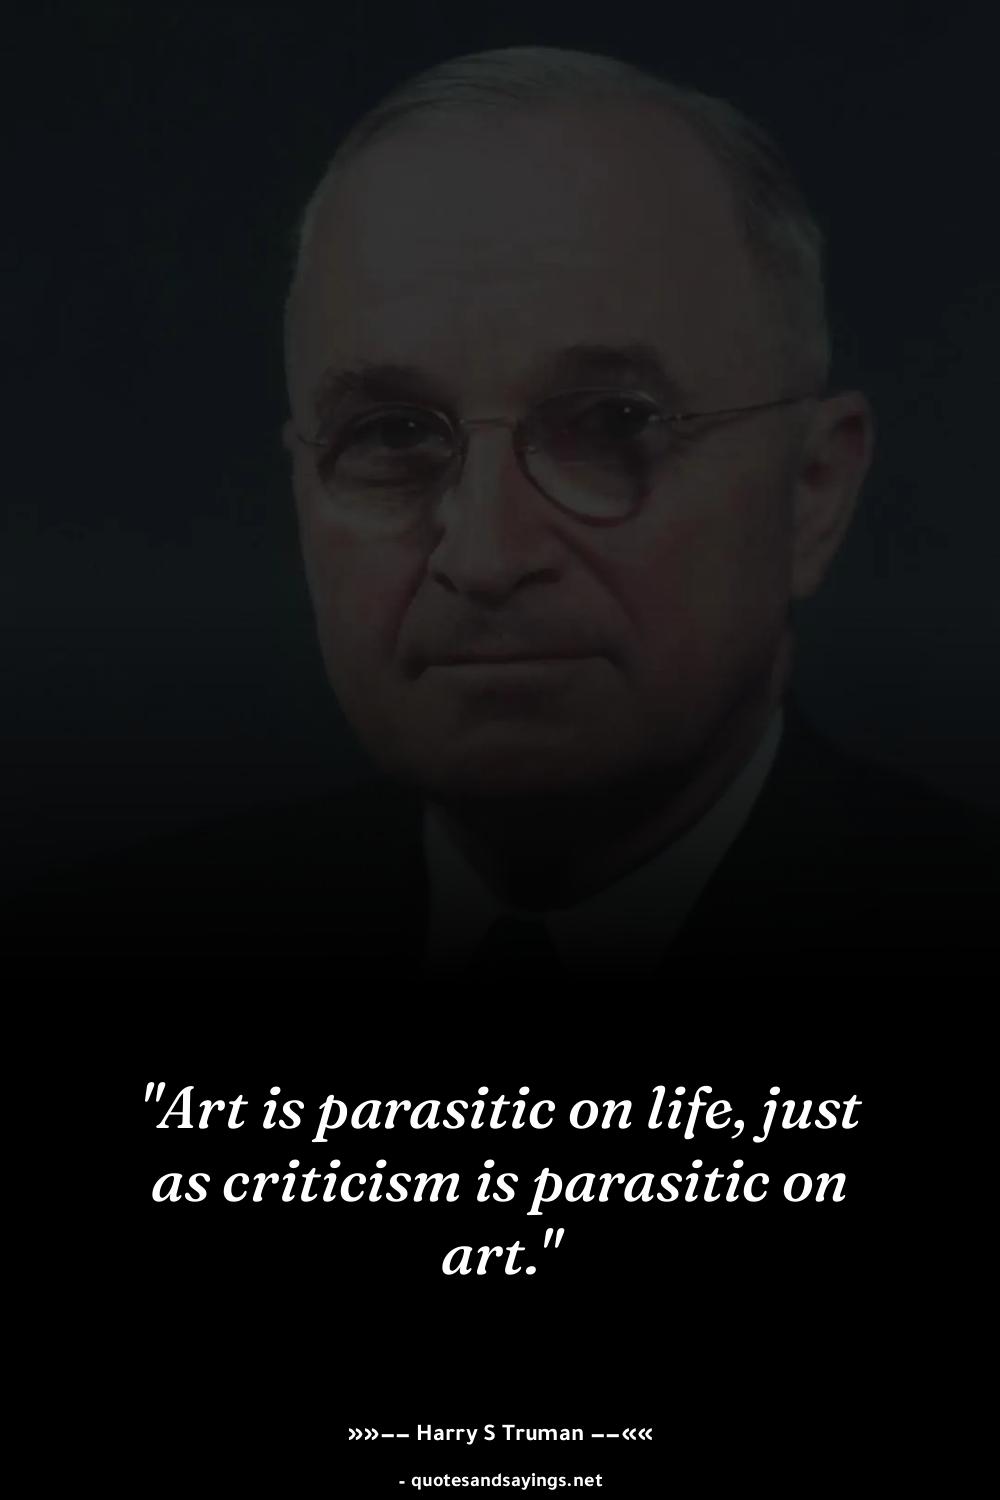 "Art is parasitic on life, just
as criticism is parasitic on
art."
»»−− Harry S Truman −−««
- quotesandsayings.net